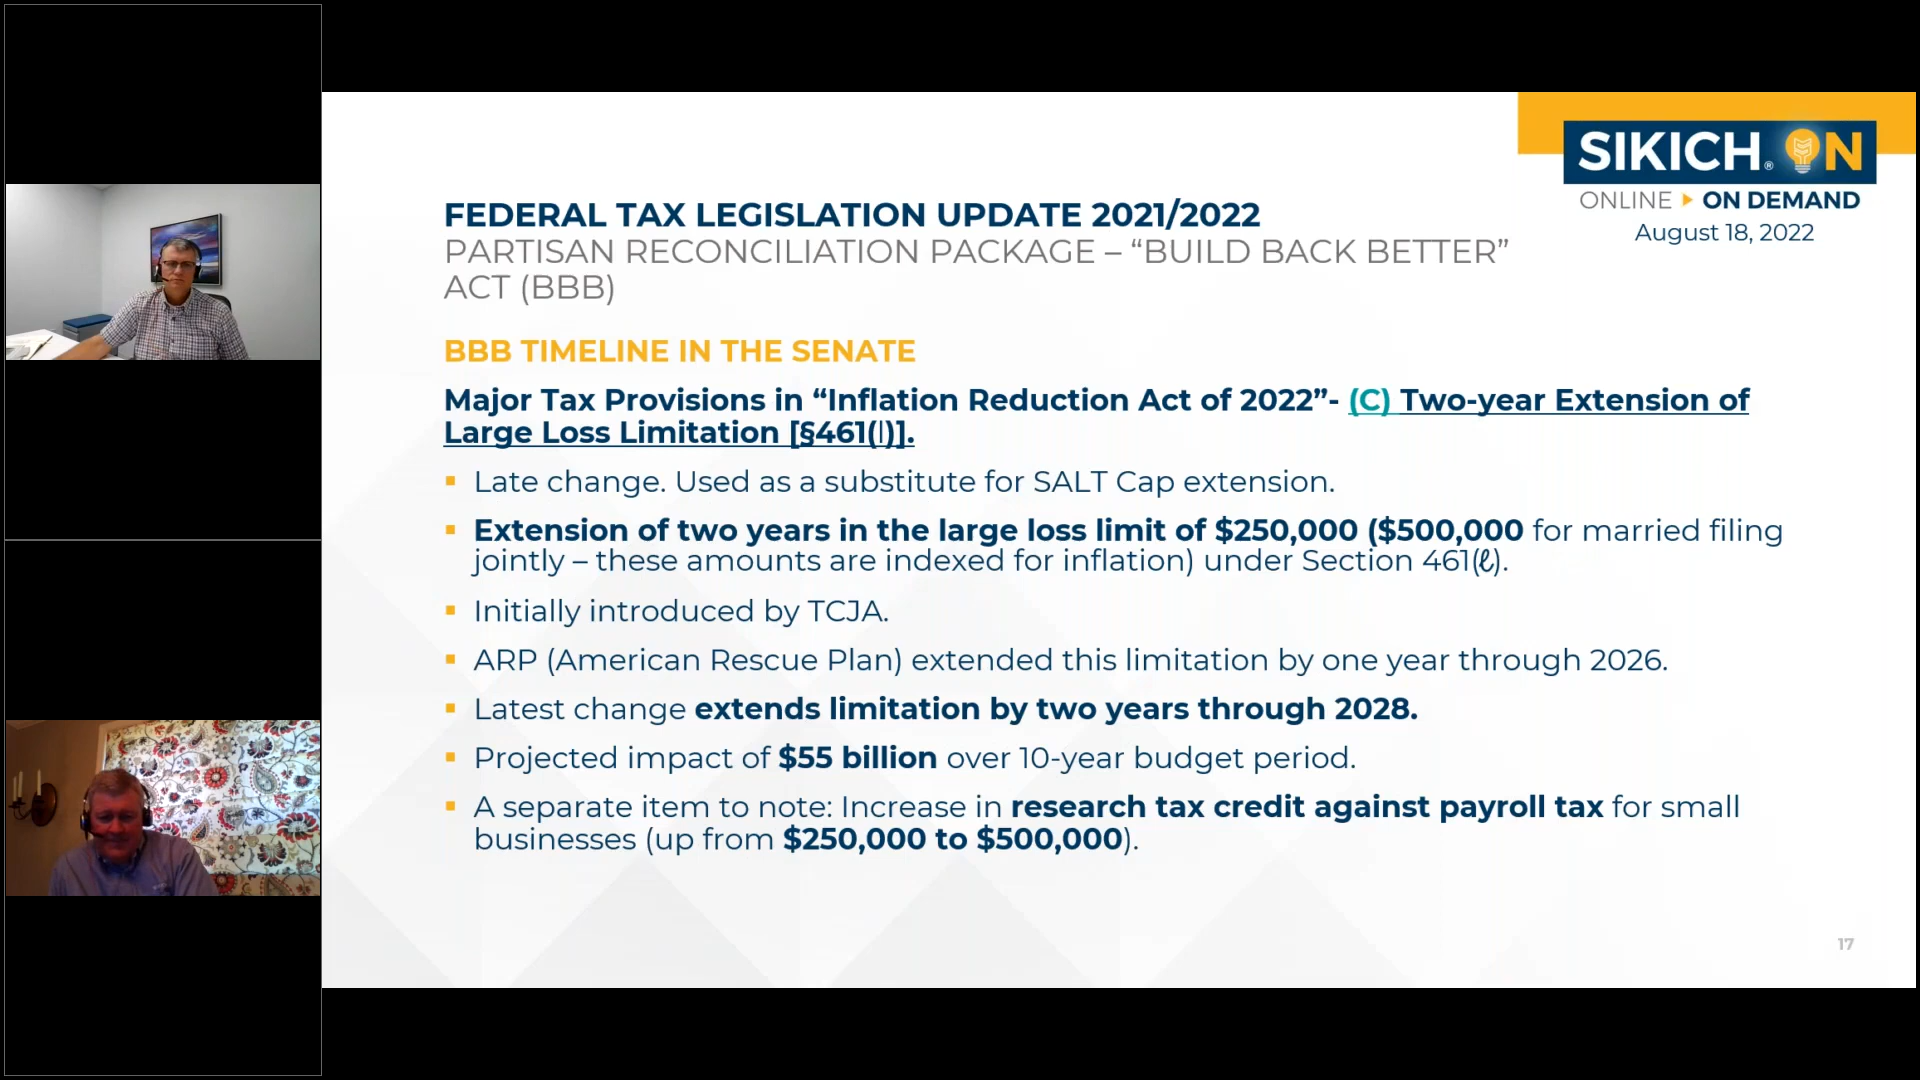 SIKICH® ON
ONLINE ▸ ON DEMAND
August 18, 2022
FEDERAL TAX LEGISLATION UPDATE 2021/2022
PARTISAN RECONCILIATION PACKAGE – “BUILD BACK BETTER”
ACT (BBB)
BBB TIMELINE IN THE SENATE
Major Tax Provisions in “Inflation Reduction Act of 2022”- (C) Two-year Extension of
Large Loss Limitation [§461(l)].
▪ Late change. Used as a substitute for SALT Cap extension.
▪ Extension of two years in the large loss limit of $250,000 ($500,000 for married filing
jointly – these amounts are indexed for inflation) under Section 461(ℓ).
▪ Initially introduced by TCJA.
▪ ARP (American Rescue Plan) extended this limitation by one year through 2026.
▪ Latest change extends limitation by two years through 2028.
▪ Projected impact of $55 billion over 10-year budget period.
▪ A separate item to note: Increase in research tax credit against payroll tax for small
businesses (up from $250,000 to $500,000).
17